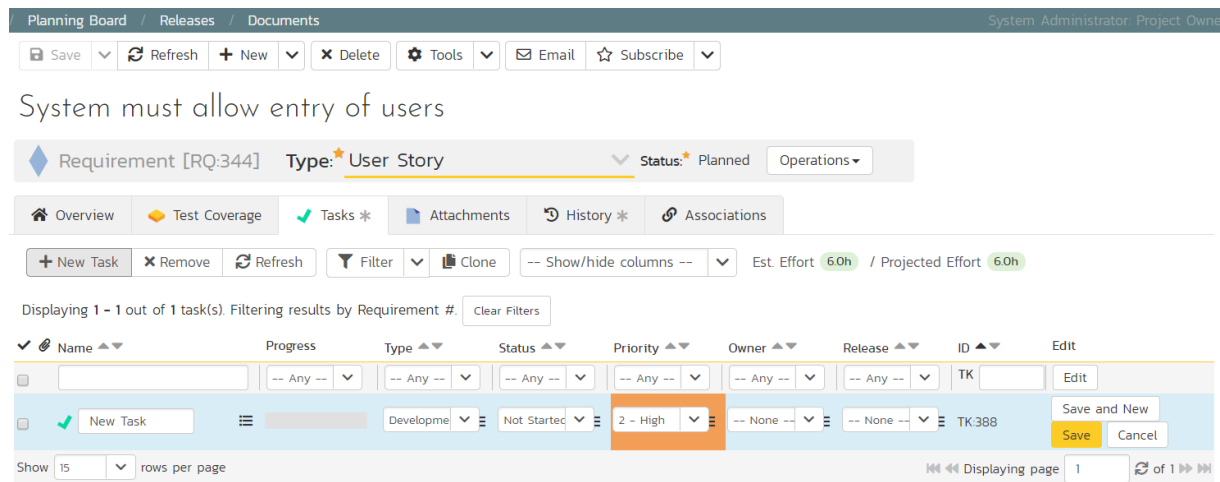 / Planning Board / Releases / Documents System Administrator: Project Owne
Save Refresh + New Delete Tools Email Subscribe
System must allow entry of users
Requirement [RQ:344] Type: User Story Status: Planned Operations
Overview Test Coverage Tasks Attachments History Associations
+ New Task Remove Refresh Filter Clone -- Show/hide columns -- Est. Effort 6.0h / Projected Effort 6.0h
Displaying 1 - 1 out of 1 task(s). Filtering results by Requirement #. Clear Filters
Name Progress Type Status Priority Owner Release ID Edit
-- Any -- -- Any -- -- Any -- -- Any -- -- Any -- -- Any -- TK Edit
New Task Developme Not Started 2 - High -- None -- -- None -- TK:388 Save and New
Save Cancel
Show 15 rows per page Displaying page 1 of 1